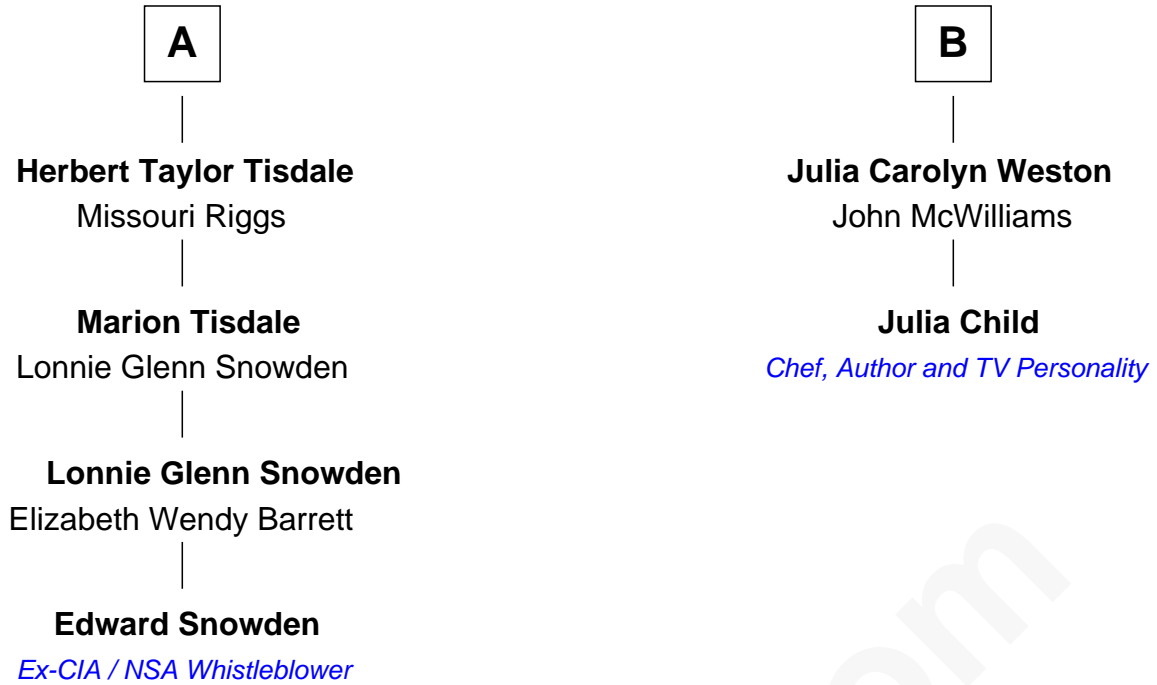 A
Herbert Taylor Tisdale
Missouri Riggs
Marion Tisdale
Lonnie Glenn Snowden
Lonnie Glenn Snowden
Elizabeth Wendy Barrett
Edward Snowden
Ex-CIA / NSA Whistleblower
B
Julia Carolyn Weston
John McWilliams
Julia Child
Chef, Author and TV Personality
om